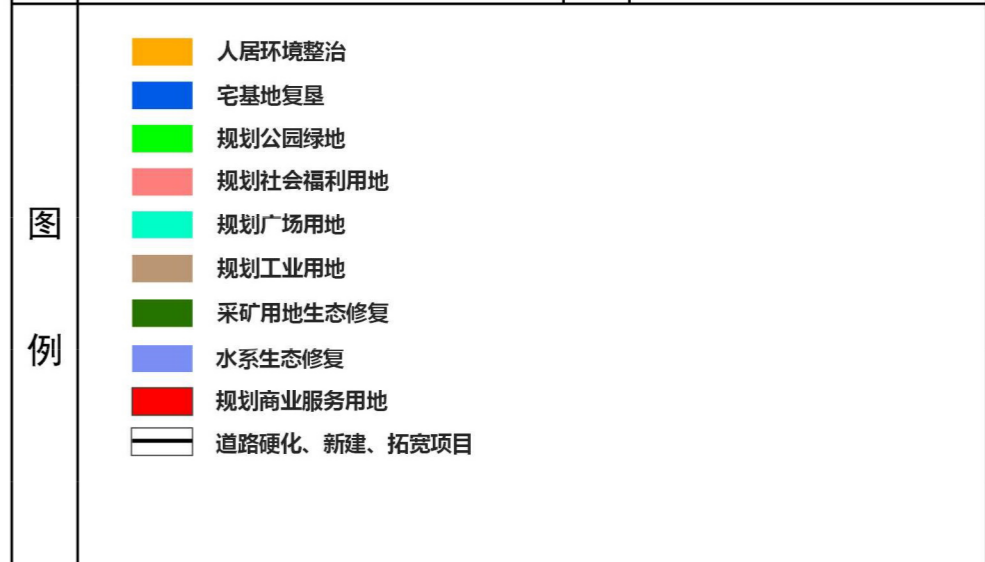 图例
人居环境整治
宅基地复垦
规划公园绿地
规划社会福利用地
规划广场用地
规划工业用地
采矿用地生态修复
水系生态修复
规划商业服务用地
道路硬化、新建、拓宽项目